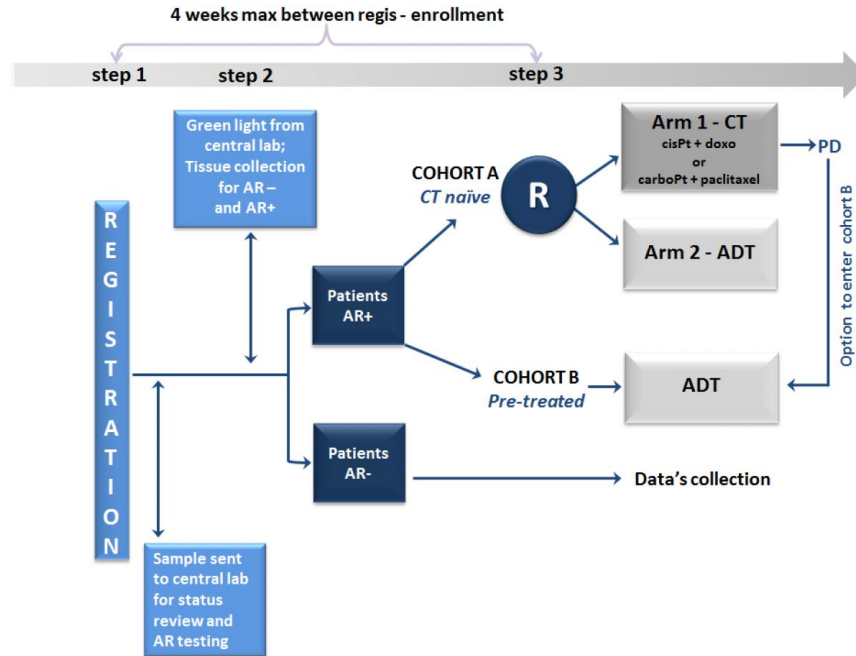 4 weeks max between regis - enrollment
step 1
step 2
step 3
Green light from
central lab;
Tissue collection
for AR –
and AR+
REGISTRATION
Sample sent
to central lab
for status
review and
AR testing
Patients
AR+
Patients
AR-
COHORT A
CT naïve
R
Arm 1 - CT
cisPt + doxo
or
carboPt + paclitaxel
PD
Arm 2 - ADT
Option to enter cohort B
COHORT B
Pre-treated
ADT
Data's collection